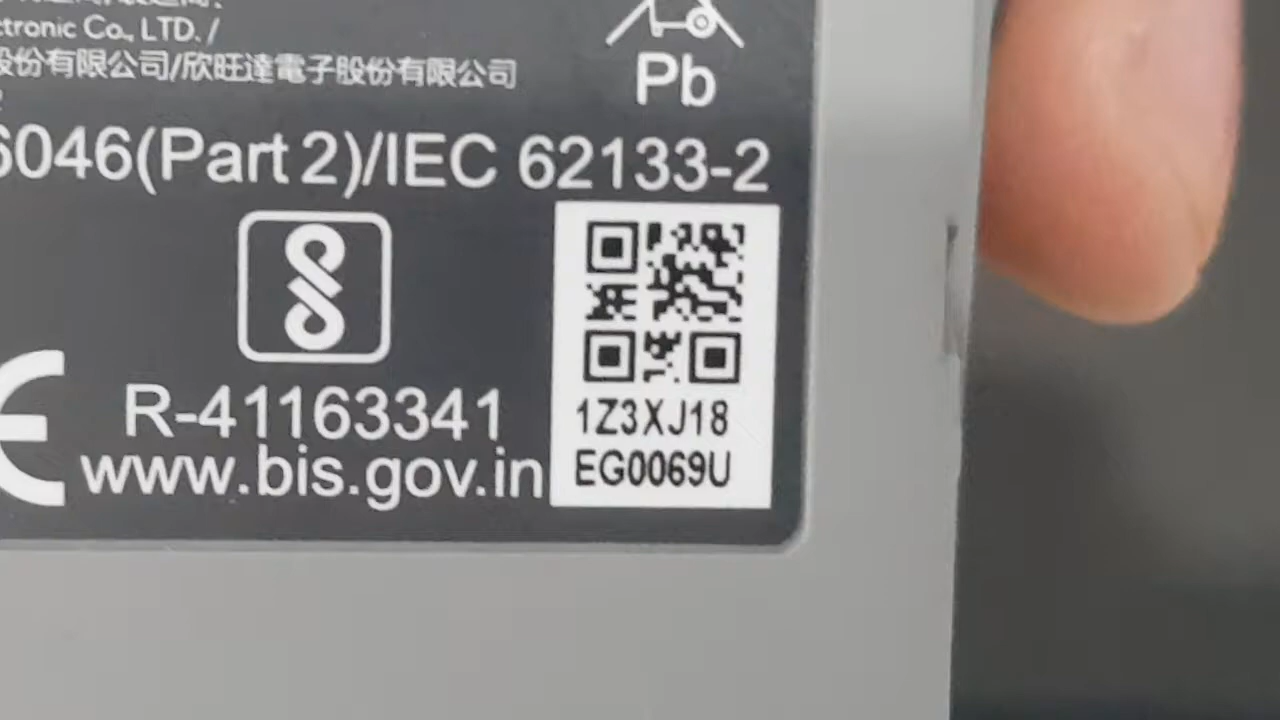 ctronic Co., LTD. /
股份有限公司/欣旺達電子股份有限公司
Pb
6046(Part 2)/IEC 62133-2
R-41163341
www.bis.gov.in
CE
1Z3XJ18
EG0069U